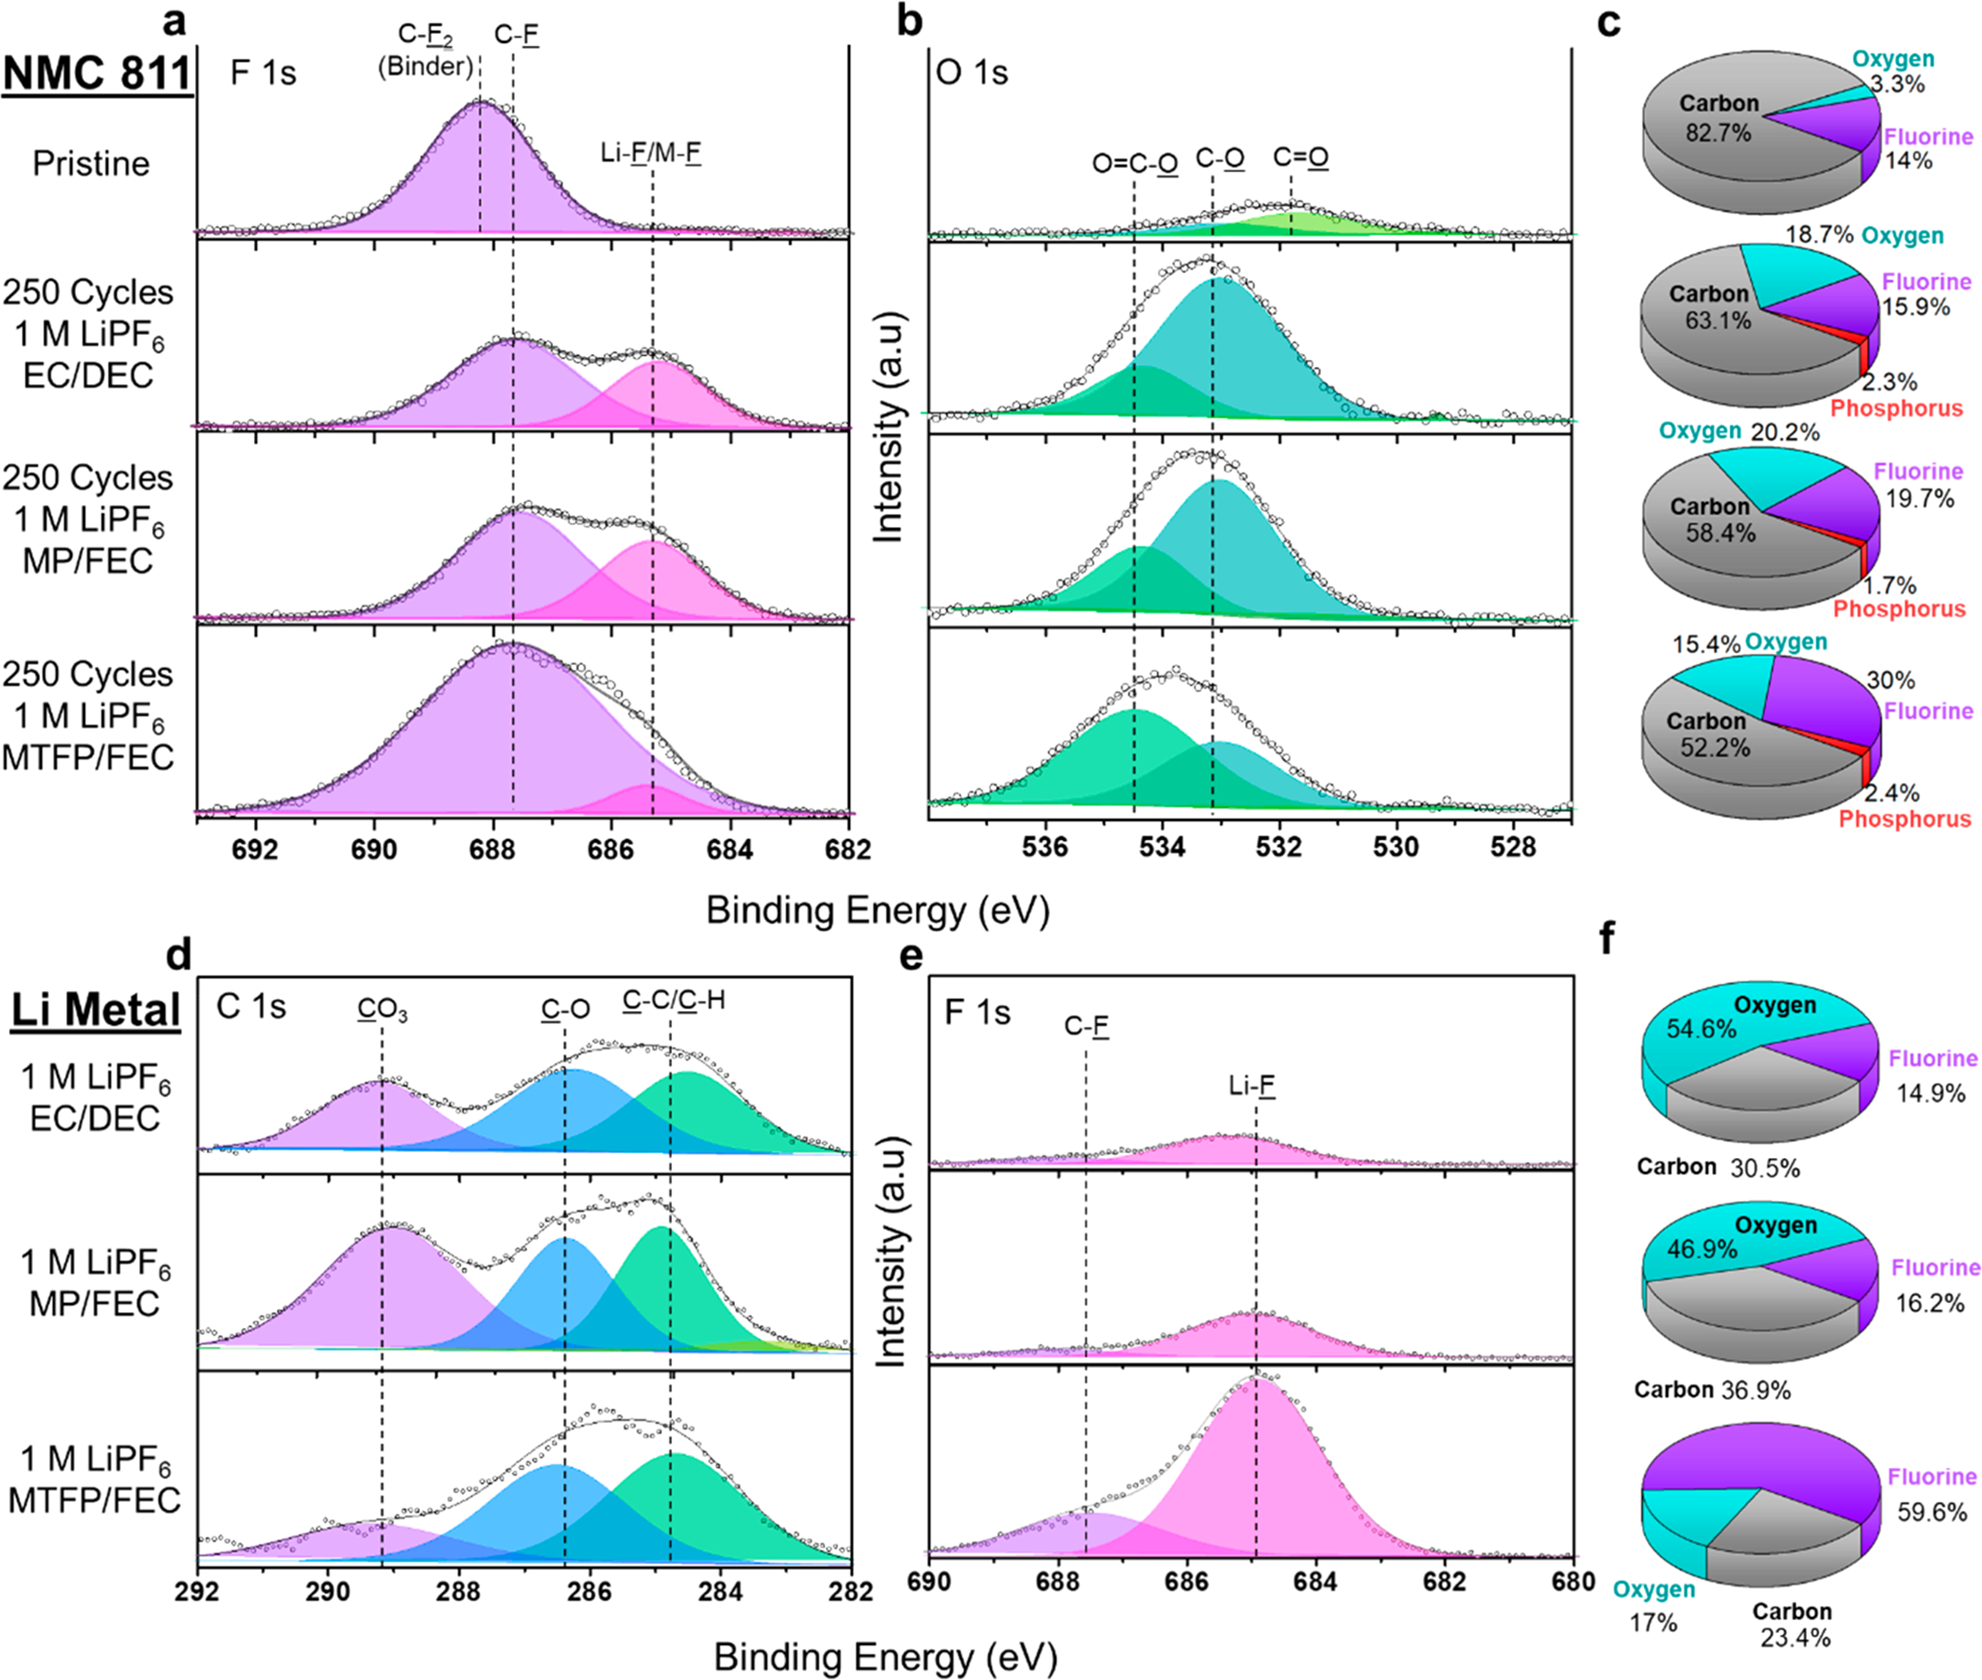 a
b
c
NMC 811
F 1s
C-F₂
(Binder)
C-F
Li-F/M-F
O 1s
O=C-O
C-O
C=O
Pristine
250 Cycles
1 M LiPF₆
EC/DEC
250 Cycles
1 M LiPF₆
MP/FEC
250 Cycles
1 M LiPF₆
MTFP/FEC
692 690 688 686 684 682
Intensity (a.u)
536 534 532 530 528
Binding Energy (eV)
Oxygen
3.3%
Carbon
82.7%
Fluorine
14%
18.7% Oxygen
Carbon
63.1%
Fluorine
15.9%
2.3%
Phosphorus
Oxygen 20.2%
Fluorine
19.7%
Carbon
58.4%
1.7%
Phosphorus
15.4% Oxygen
30%
Fluorine
Carbon
52.2%
2.4%
Phosphorus
d
e
f
Li Metal
C 1s
CO₃
C-O
C-C/C-H
F 1s
C-F
Li-F
1 M LiPF₆
EC/DEC
1 M LiPF₆
MP/FEC
1 M LiPF₆
MTFP/FEC
292 290 288 286 284 282
Intensity (a.u)
690 688 686 684 682 680
Binding Energy (eV)
Oxygen
54.6%
Fluorine
14.9%
Carbon 30.5%
Oxygen
46.9%
Fluorine
16.2%
Carbon 36.9%
Fluorine
59.6%
Oxygen
17%
Carbon
23.4%